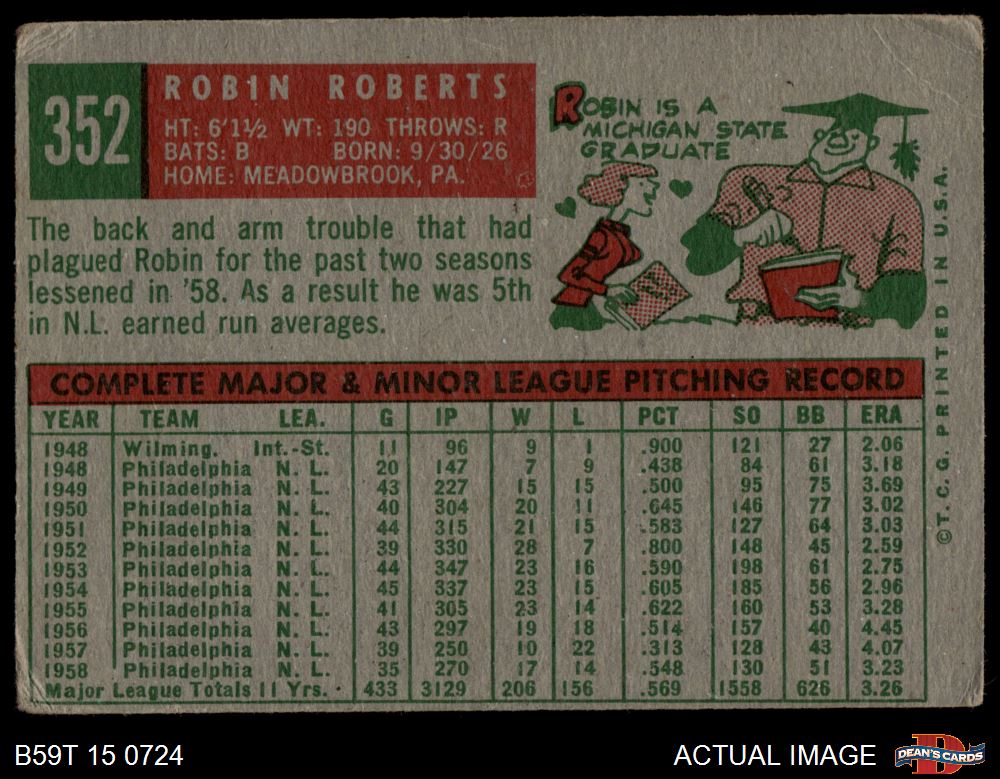 352
ROBIN ROBERTS
HT: 6'1½ WT: 190 THROWS: R
BATS: B BORN: 9/30/26
HOME: MEADOWBROOK, PA.
ROBIN IS A
MICHIGAN STATE
GRADUATE
The back and arm trouble that had
plagued Robin for the past two seasons
lessened in '58. As a result he was 5th
in N.L. earned run averages.
COMPLETE MAJOR & MINOR LEAGUE PITCHING RECORD
YEAR TEAM LEA. G IP W L PCT SO BB ERA
1948 Wilming. Int.-St. 11 96 9 1 .900 121 27 2.06
1948 Philadelphia N. L. 20 147 7 9 .438 84 61 3.18
1949 Philadelphia N. L. 43 227 15 15 .500 95 75 3.69
1950 Philadelphia N. L. 40 304 20 11 .645 146 77 3.02
1951 Philadelphia N. L. 44 315 21 15 .583 127 64 3.03
1952 Philadelphia N. L. 39 330 28 7 .800 148 45 2.59
1953 Philadelphia N. L. 44 347 23 16 .590 198 61 2.75
1954 Philadelphia N. L. 45 337 23 15 .605 185 56 2.96
1955 Philadelphia N. L. 41 305 23 14 .622 160 53 3.28
1956 Philadelphia N. L. 43 297 19 18 .514 157 40 4.45
1957 Philadelphia N. L. 39 250 10 22 .313 128 43 4.07
1958 Philadelphia N. L. 35 270 17 14 .548 130 51 3.23
Major League Totals 11 Yrs. 433 3129 206 156 .569 1558 626 3.26
©T. C. G. PRINTED IN U.S.A.
B59T 15 0724
ACTUAL IMAGE
DEAN'S CARDS